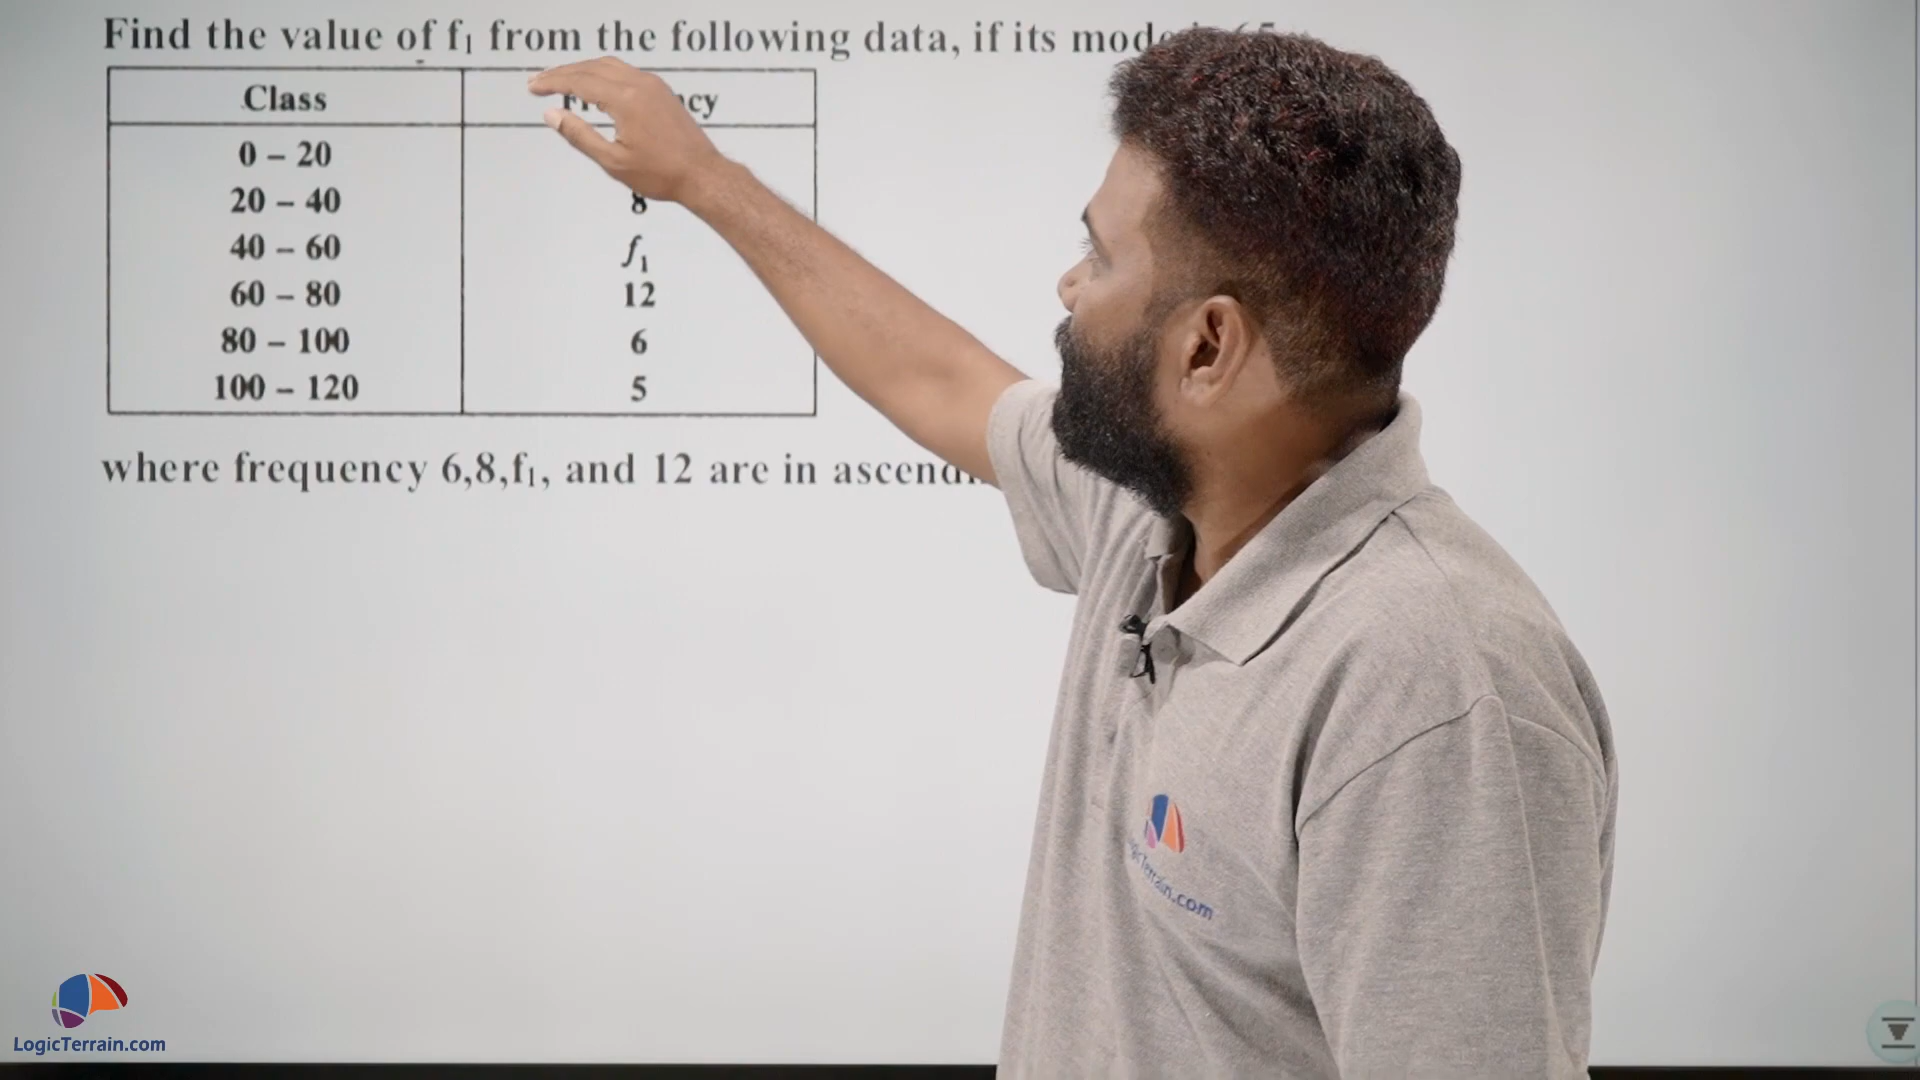 Find the value of f₁ from the following data, if its mode
Class
0 – 20
20 – 40 8
40 – 60 f₁
60 – 80 12
80 – 100 6
100 – 120 5
where frequency 6,8,f₁, and 12 are in
LogicTerrain.com
LogicTerrain.com